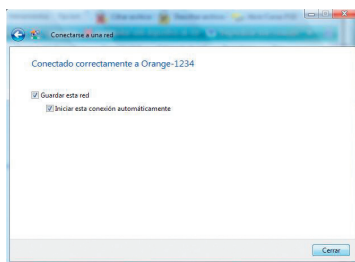 Conectarse a una red
Conectado correctamente a Orange-1234
Guardar esta red
Iniciar esta conexión automáticamente
Cerrar